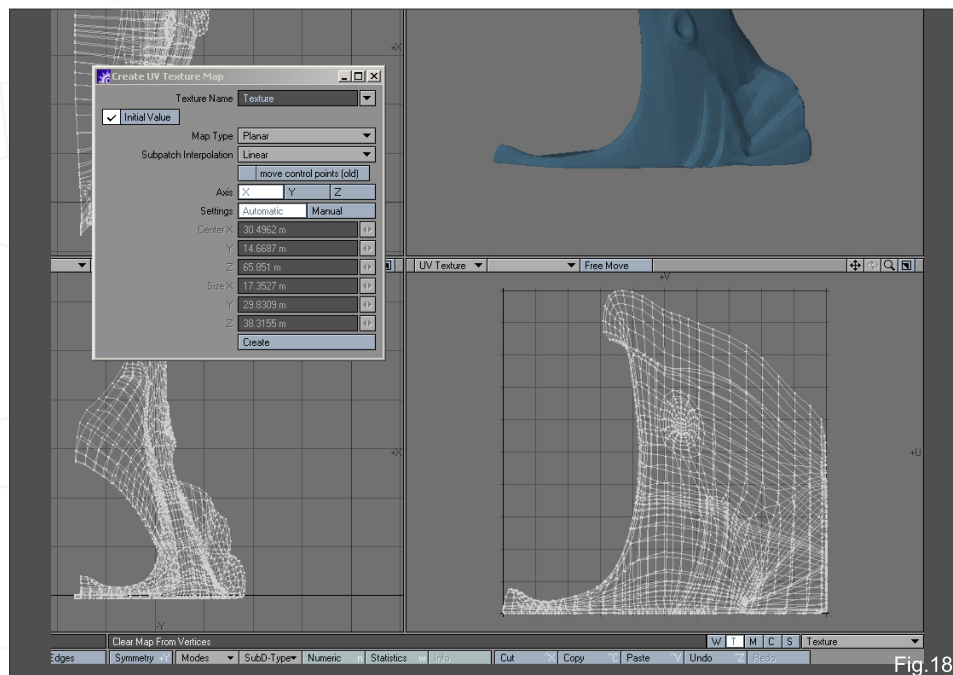 +X
Create UV Texture Map
Texture Name Texture
Initial Value
Map Type Planar
Subpatch Interpolation Linear
move control points (old)
Axis X Y Z
Settings Automatic Manual
Center X 30.4962 m
Y 14.6687 m
Z 65.851 m
Size X 17.3527 m
Y 29.8309 m
Z 38.3155 m
Create
UV Texture Free Move
+V
+X
+U
-Y
Clear Map From Vertices W T M C S Texture
Edges Symmetry +Y Modes SubD-Type Numeric n Statistics w Info Cut ^X Copy ^C Paste ^V Undo ^Z Redo
Fig.18